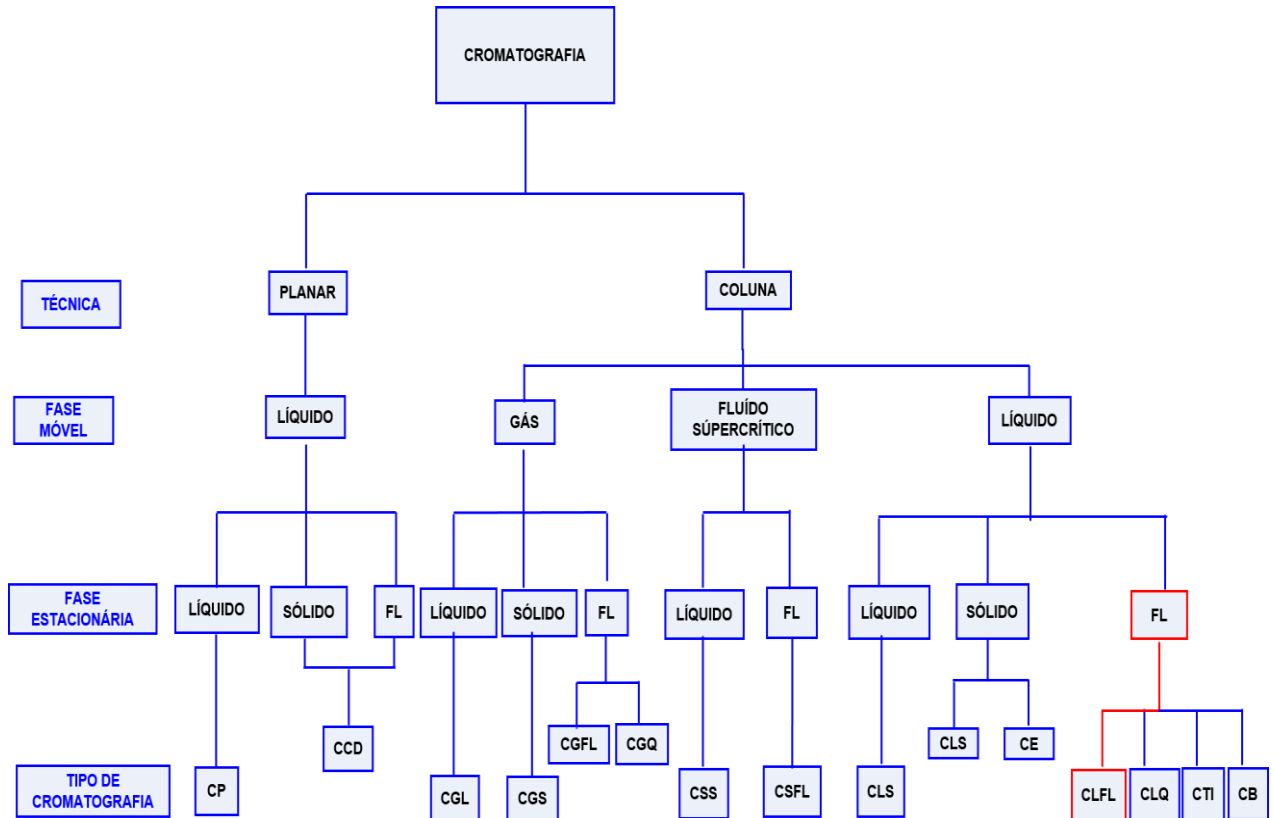 CROMATOGRAFIA
TÉCNICA
PLANAR
COLUNA
FASE
MÓVEL
LÍQUIDO
GÁS
FLUÍDO
SÚPERCRÍTICO
LÍQUIDO
FASE
ESTACIONÁRIA
LÍQUIDO
SÓLIDO
FL
LÍQUIDO
SÓLIDO
FL
LÍQUIDO
FL
LÍQUIDO
SÓLIDO
FL
CCD
CGFL
CGQ
CLS
CE
TIPO DE
CROMATOGRAFIA
CP
CGL
CGS
CSS
CSFL
CLS
CLFL
CLQ
CTI
CB